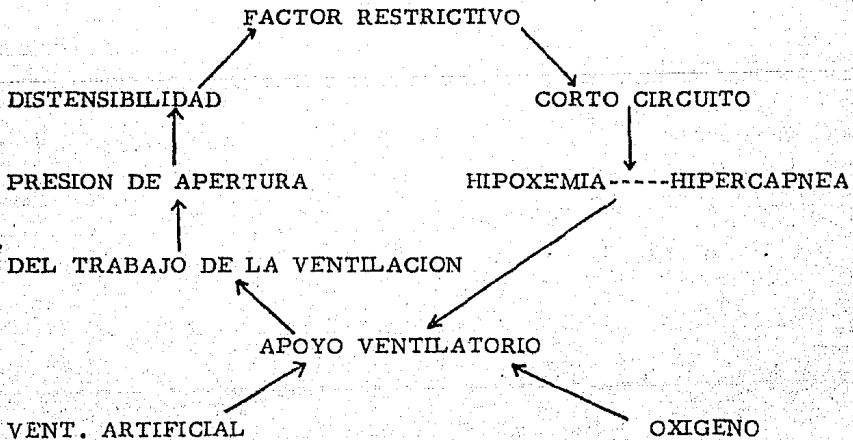 FACTOR RESTRICTIVO
DISTENSIBILIDAD CORTO CIRCUITO
PRESION DE APERTURA HIPOXEMIA-----HIPERCAPNEA
DEL TRABAJO DE LA VENTILACION
APOYO VENTILATORIO
VENT. ARTIFICIAL OXIGENO